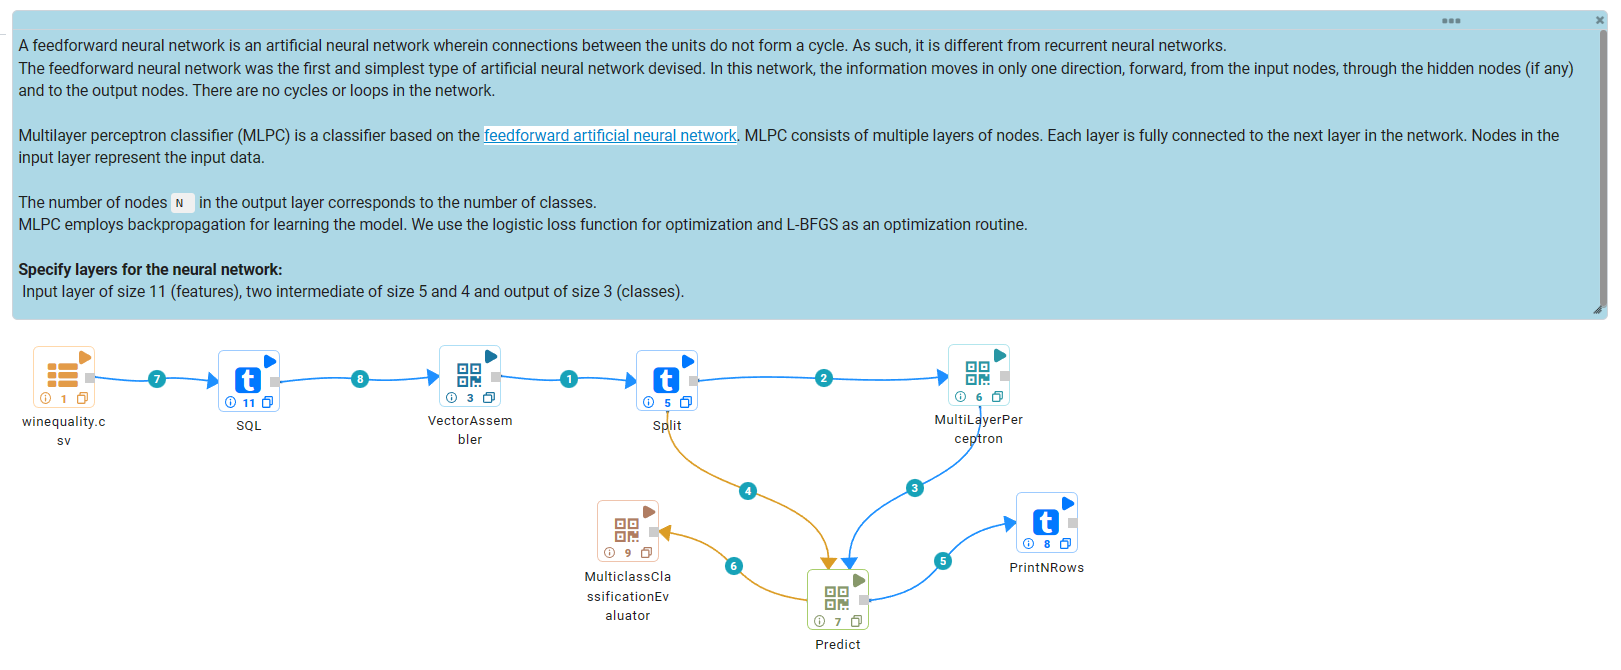 A feedforward neural network is an artificial neural network wherein connections between the units do not form a cycle. As such, it is different from recurrent neural networks.
The feedforward neural network was the first and simplest type of artificial neural network devised. In this network, the information moves in only one direction, forward, from the input nodes, through the hidden nodes (if any)
and to the output nodes. There are no cycles or loops in the network.
Multilayer perceptron classifier (MLPC) is a classifier based on the feedforward artificial neural network. MLPC consists of multiple layers of nodes. Each layer is fully connected to the next layer in the network. Nodes in the
input layer represent the input data.
The number of nodes N in the output layer corresponds to the number of classes.
MLPC employs backpropagation for learning the model. We use the logistic loss function for optimization and L-BFGS as an optimization routine.
Specify layers for the neural network:
Input layer of size 11 (features), two intermediate of size 5 and 4 and output of size 3 (classes).
1
winequality.c
sv
7
t
11
SQL
8
3
VectorAssem
bler
1
t
5
Split
2
6
MultiLayerPer
ceptron
4
3
9
MulticlassCla
ssificationEv
aluator
6
7
Predict
5
t
8
PrintNRows